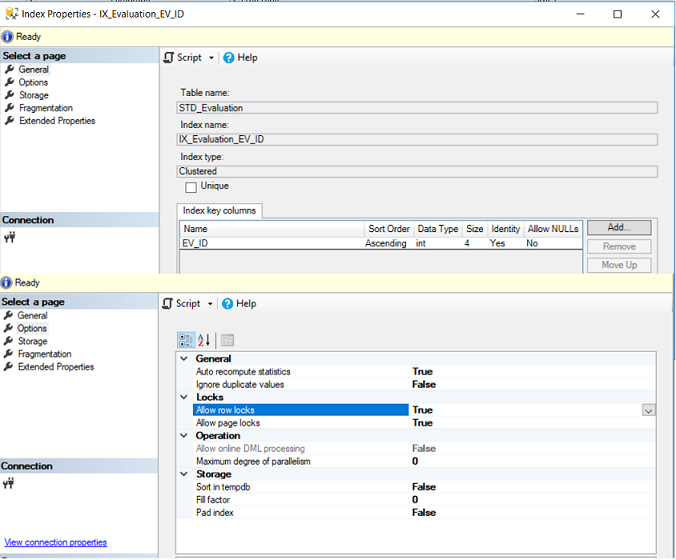 Index Properties - IX_Evaluation_EV_ID
Ready
Select a page
General
Options
Storage
Fragmentation
Extended Properties
Connection
Script Help
Table name:
STD_Evaluation
Index name:
IX_Evaluation_EV_ID
Index type:
Clustered
Unique
Index key columns
Name Sort Order Data Type Size Identity Allow NULLs
EV_ID Ascending int 4 Yes No
Add...
Remove
Move Up
Ready
Select a page
General
Options
Storage
Fragmentation
Extended Properties
Connection
View connection properties
Script Help
General
Auto recompute statistics True
Ignore duplicate values False
Locks
Allow row locks True
Allow page locks True
Operation
Allow online DML processing False
Maximum degree of parallelism 0
Storage
Sort in tempdb False
Fill factor 0
Pad index False